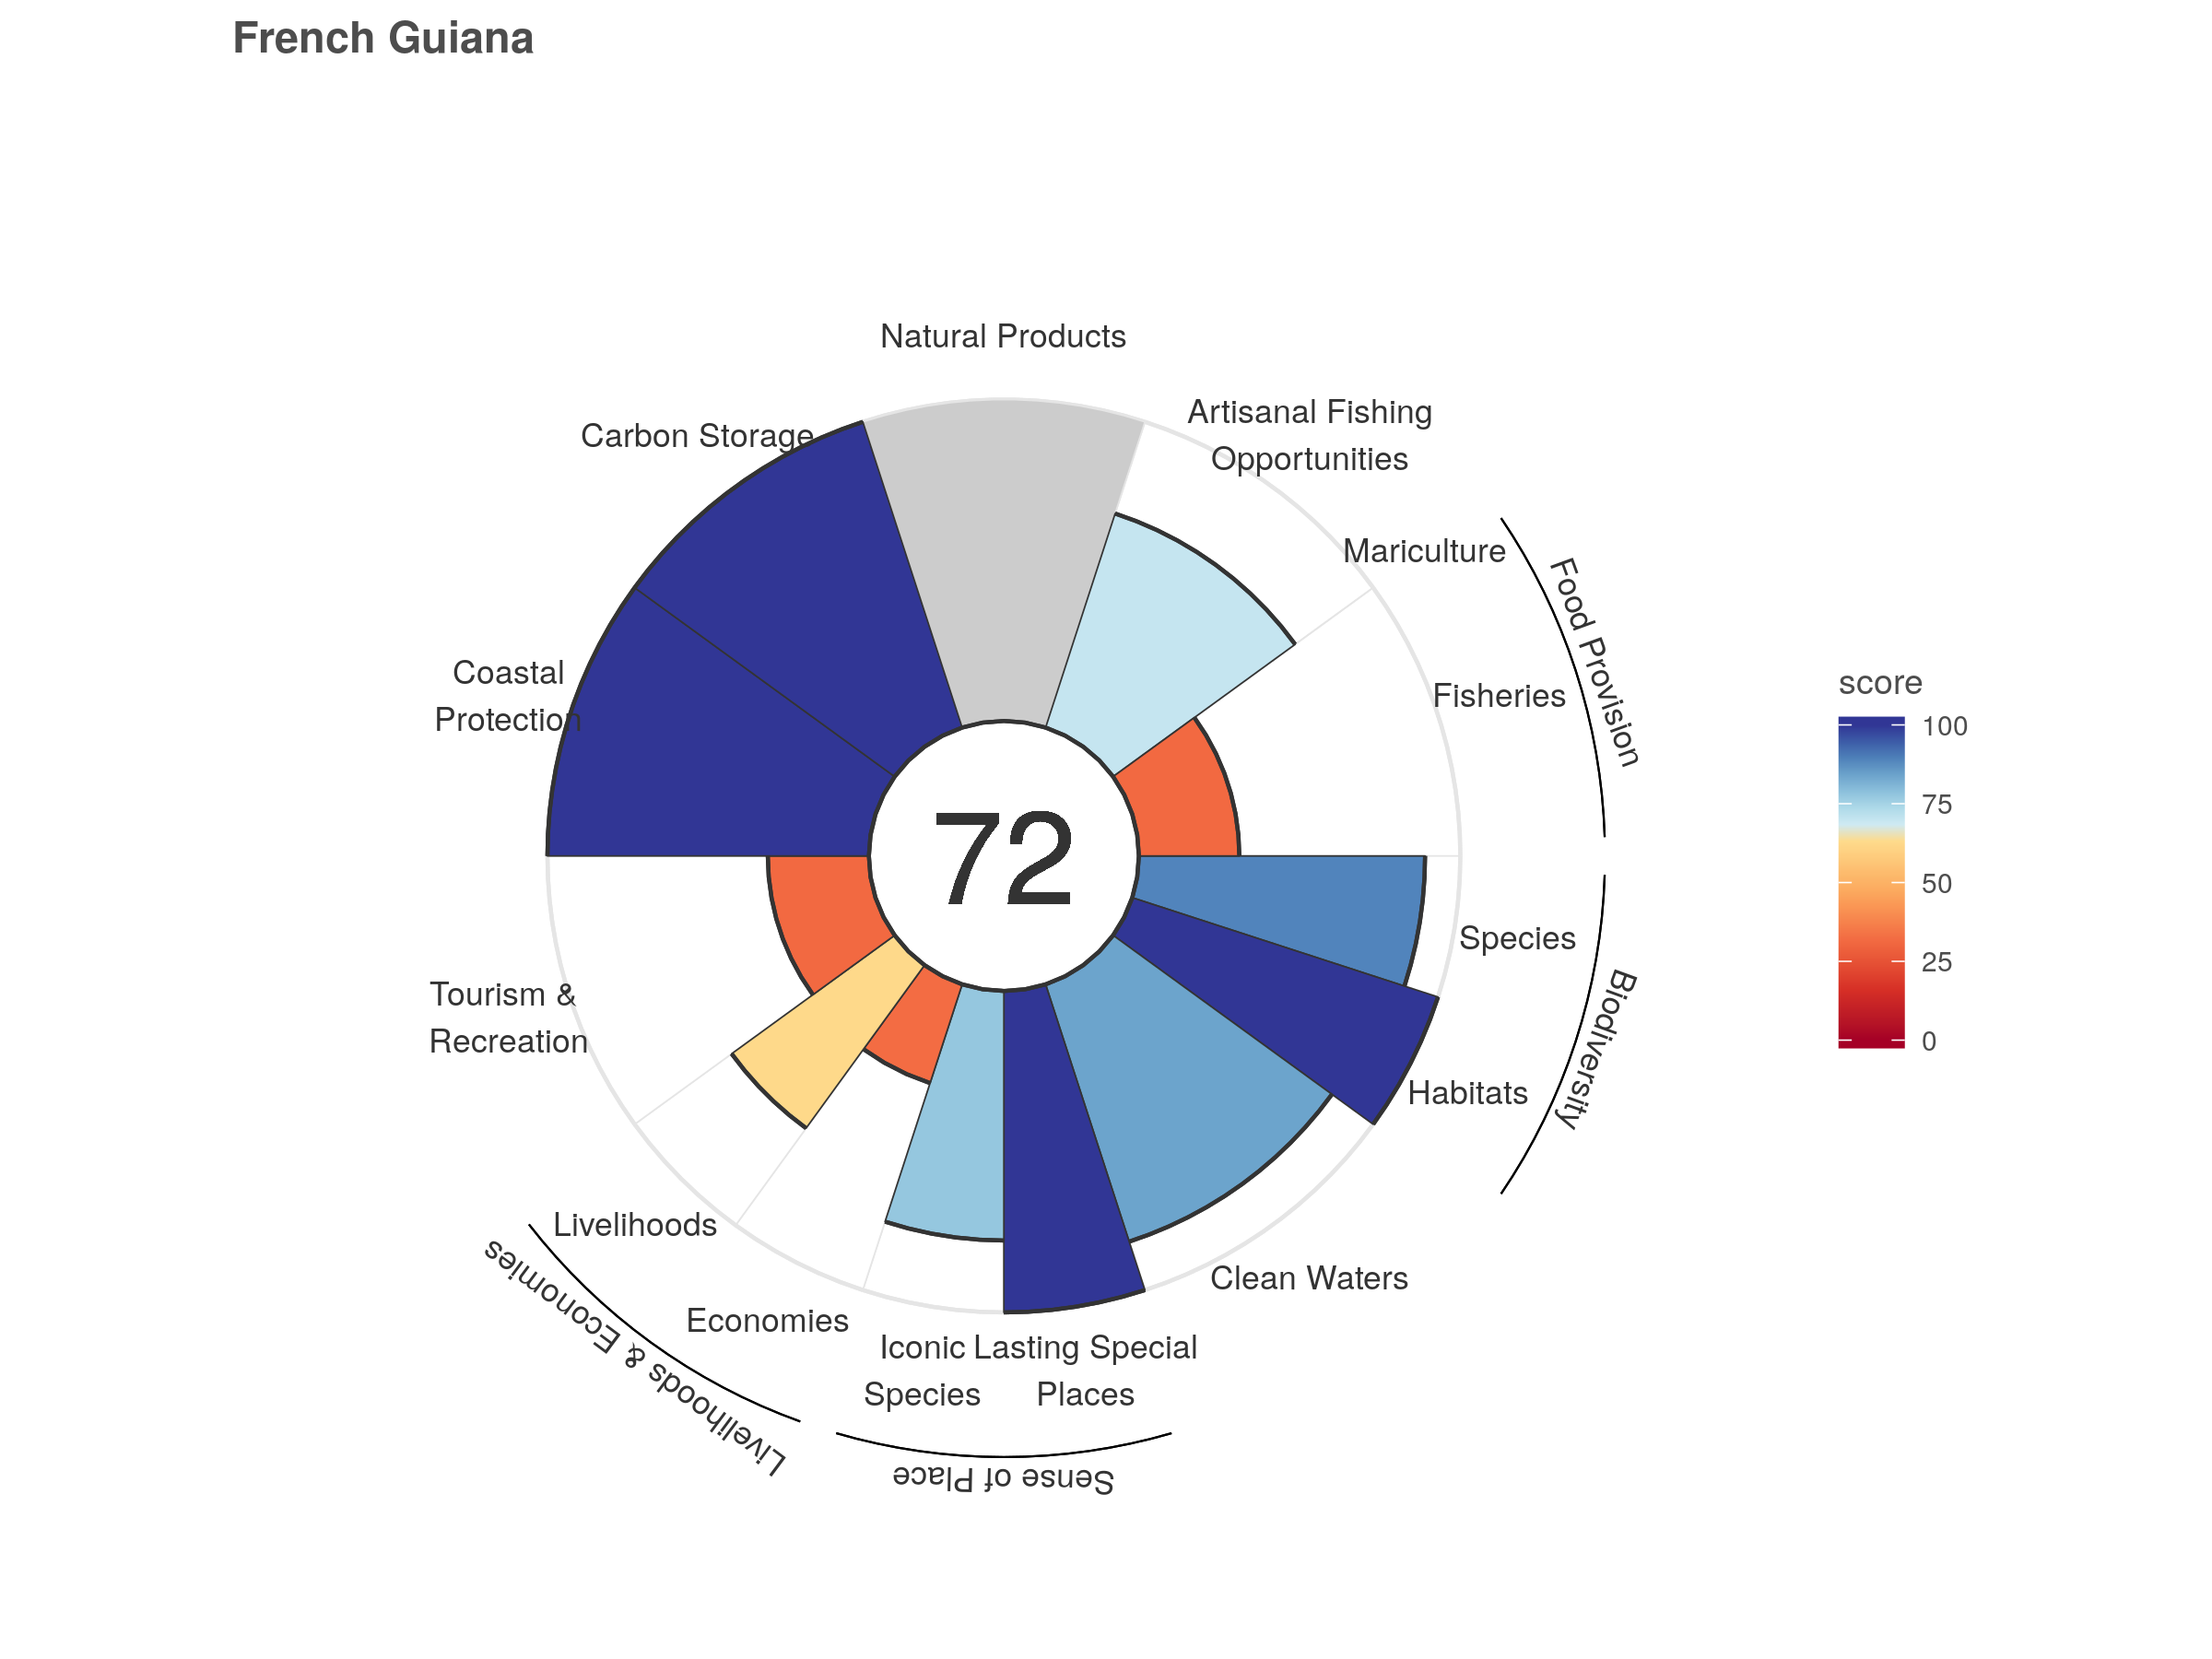 French Guiana
Natural Products
Artisanal Fishing
Opportunities
Carbon Storage
Mariculture
Food Provision
Fisheries
Coastal
Protection
score
100
75
50
25
0
72
Species
Biodiversity
Tourism &
Recreation
Habitats
Livelihoods
Clean Waters
Economies
Iconic
Species
Lasting Special
Places
Livelihoods & Economies
Sense of Place